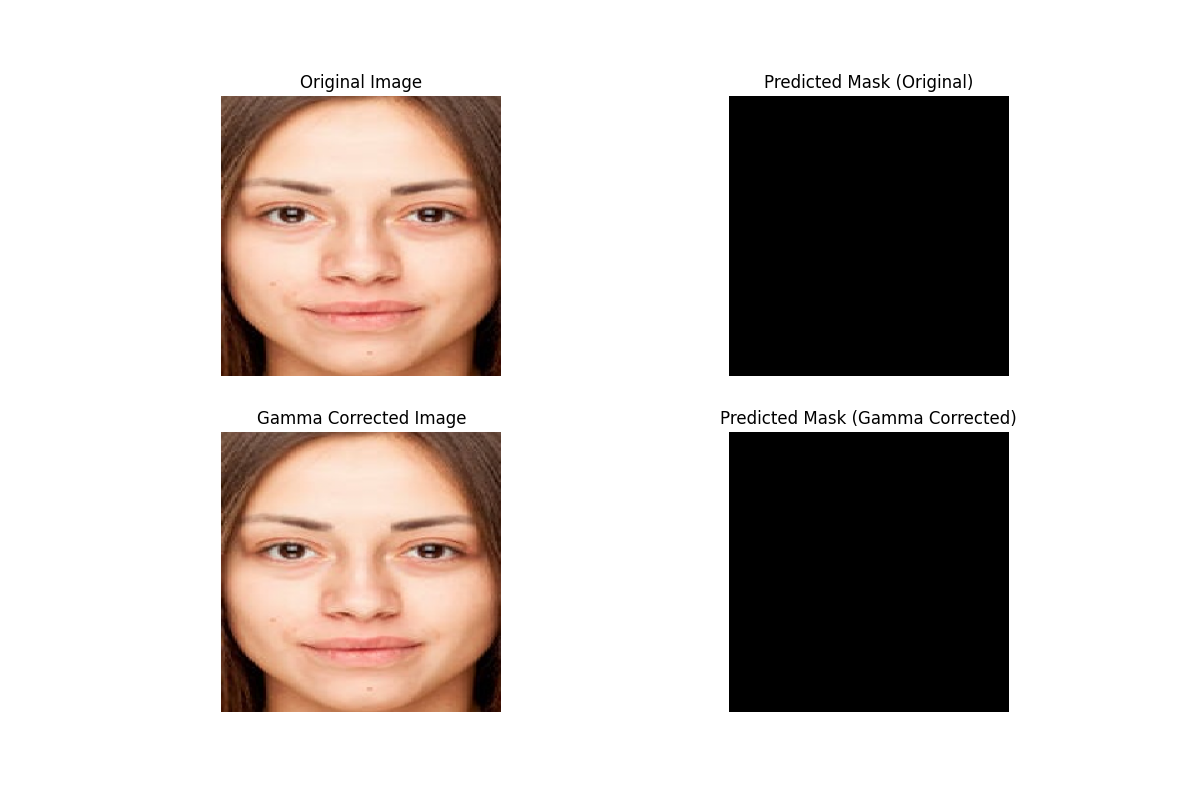 Original Image
Predicted Mask (Original)
Gamma Corrected Image
Predicted Mask (Gamma Corrected)